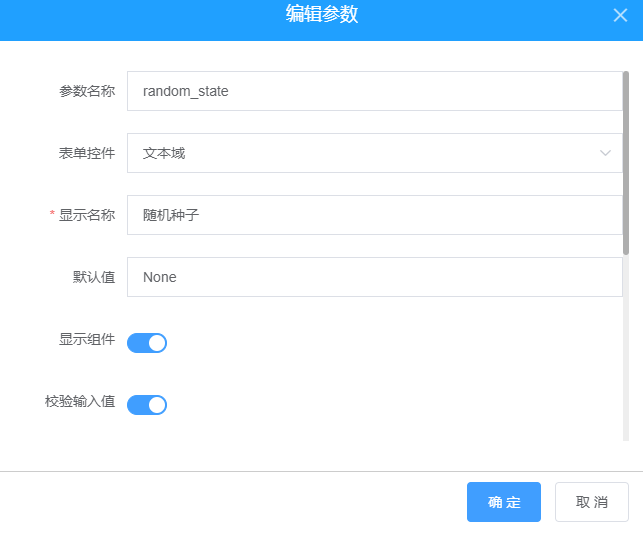 编辑参数
参数名称 random_state
表单控件 文本域
* 显示名称 随机种子
默认值 None
显示组件
校验输入值
确 定 取 消